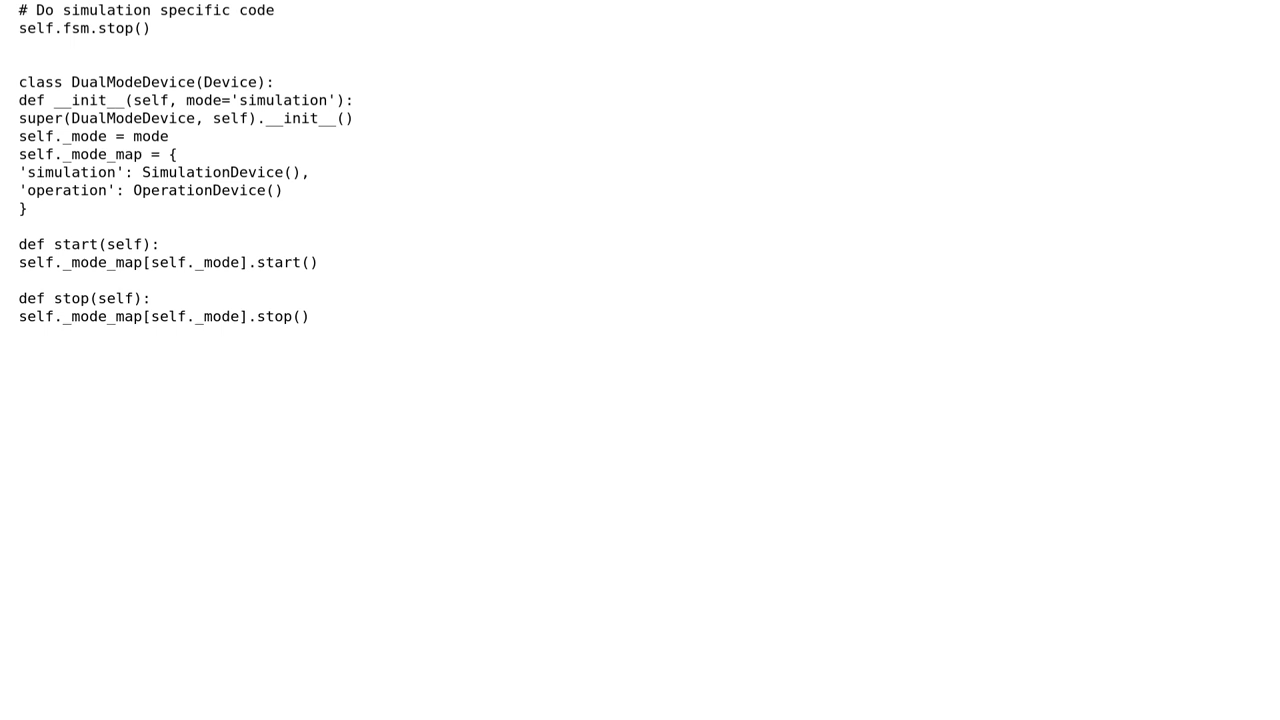 # Do simulation specific code
self.fsm.stop()


class DualModeDevice(Device):
def __init__(self, mode='simulation'):
super(DualModeDevice, self).__init__()
self._mode = mode
self._mode_map = {
'simulation': SimulationDevice(),
'operation': OperationDevice()
}

def start(self):
self._mode_map[self._mode].start()

def stop(self):
self._mode_map[self._mode].stop()